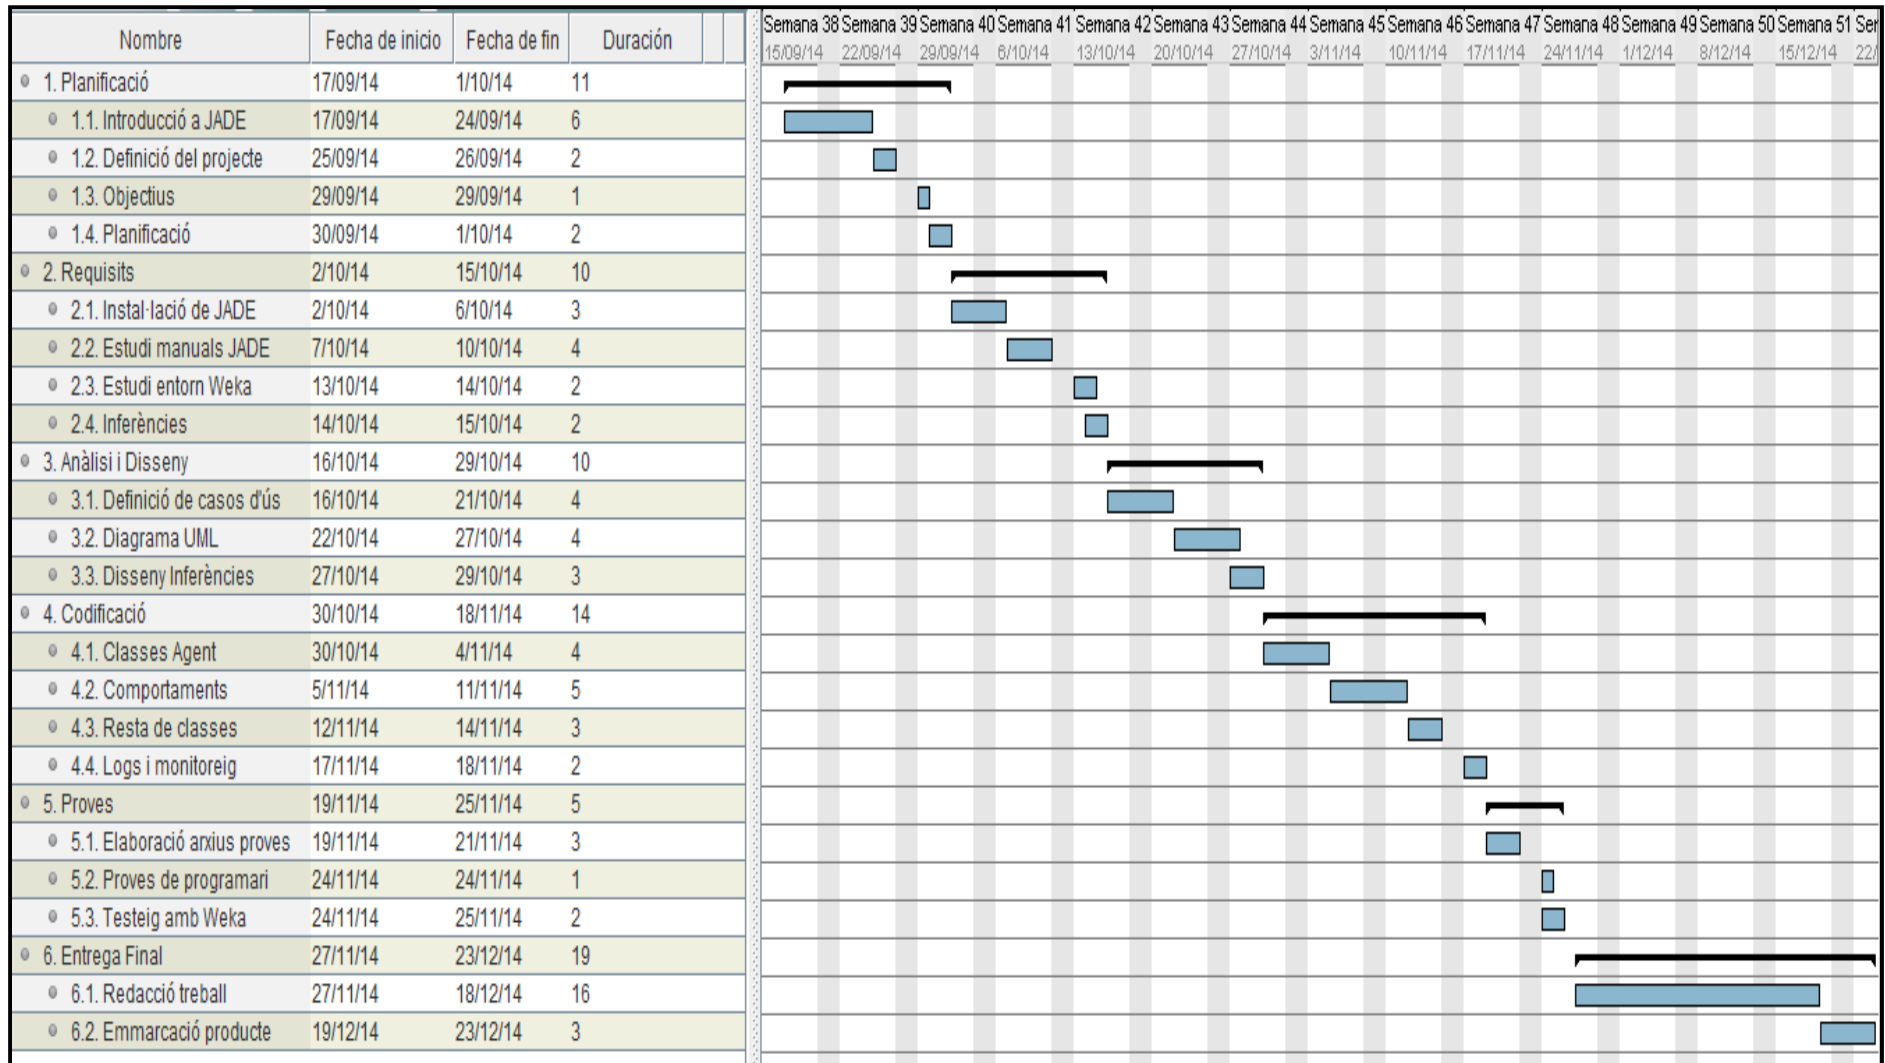 Nombre Fecha de inicio Fecha de fin Duración
Semana 38 Semana 39 Semana 40 Semana 41 Semana 42 Semana 43 Semana 44 Semana 45 Semana 46 Semana 47 Semana 48 Semana 49 Semana 50 Semana 51 Ser
15/09/14 22/09/14 29/09/14 6/10/14 13/10/14 20/10/14 27/10/14 3/11/14 10/11/14 17/11/14 24/11/14 1/12/14 8/12/14 15/12/14 22/
1. Planificació 17/09/14 1/10/14 11
1.1. Introducció a JADE 17/09/14 24/09/14 6
1.2. Definició del projecte 25/09/14 26/09/14 2
1.3. Objectius 29/09/14 29/09/14 1
1.4. Planificació 30/09/14 1/10/14 2
2. Requisits 2/10/14 15/10/14 10
2.1. Instal·lació de JADE 2/10/14 6/10/14 3
2.2. Estudi manuals JADE 7/10/14 10/10/14 4
2.3. Estudi entorn Weka 13/10/14 14/10/14 2
2.4. Inferències 14/10/14 15/10/14 2
3. Anàlisi i Disseny 16/10/14 29/10/14 10
3.1. Definició de casos d'ús 16/10/14 21/10/14 4
3.2. Diagrama UML 22/10/14 27/10/14 4
3.3. Disseny Inferències 27/10/14 29/10/14 3
4. Codificació 30/10/14 18/11/14 14
4.1. Classes Agent 30/10/14 4/11/14 4
4.2. Comportaments 5/11/14 11/11/14 5
4.3. Resta de classes 12/11/14 14/11/14 3
4.4. Logs i monitoreig 17/11/14 18/11/14 2
5. Proves 19/11/14 25/11/14 5
5.1. Elaboració arxius proves 19/11/14 21/11/14 3
5.2. Proves de programari 24/11/14 24/11/14 1
5.3. Testeig amb Weka 24/11/14 25/11/14 2
6. Entrega Final 27/11/14 23/12/14 19
6.1. Redacció treball 27/11/14 18/12/14 16
6.2. Emmarcació producte 19/12/14 23/12/14 3